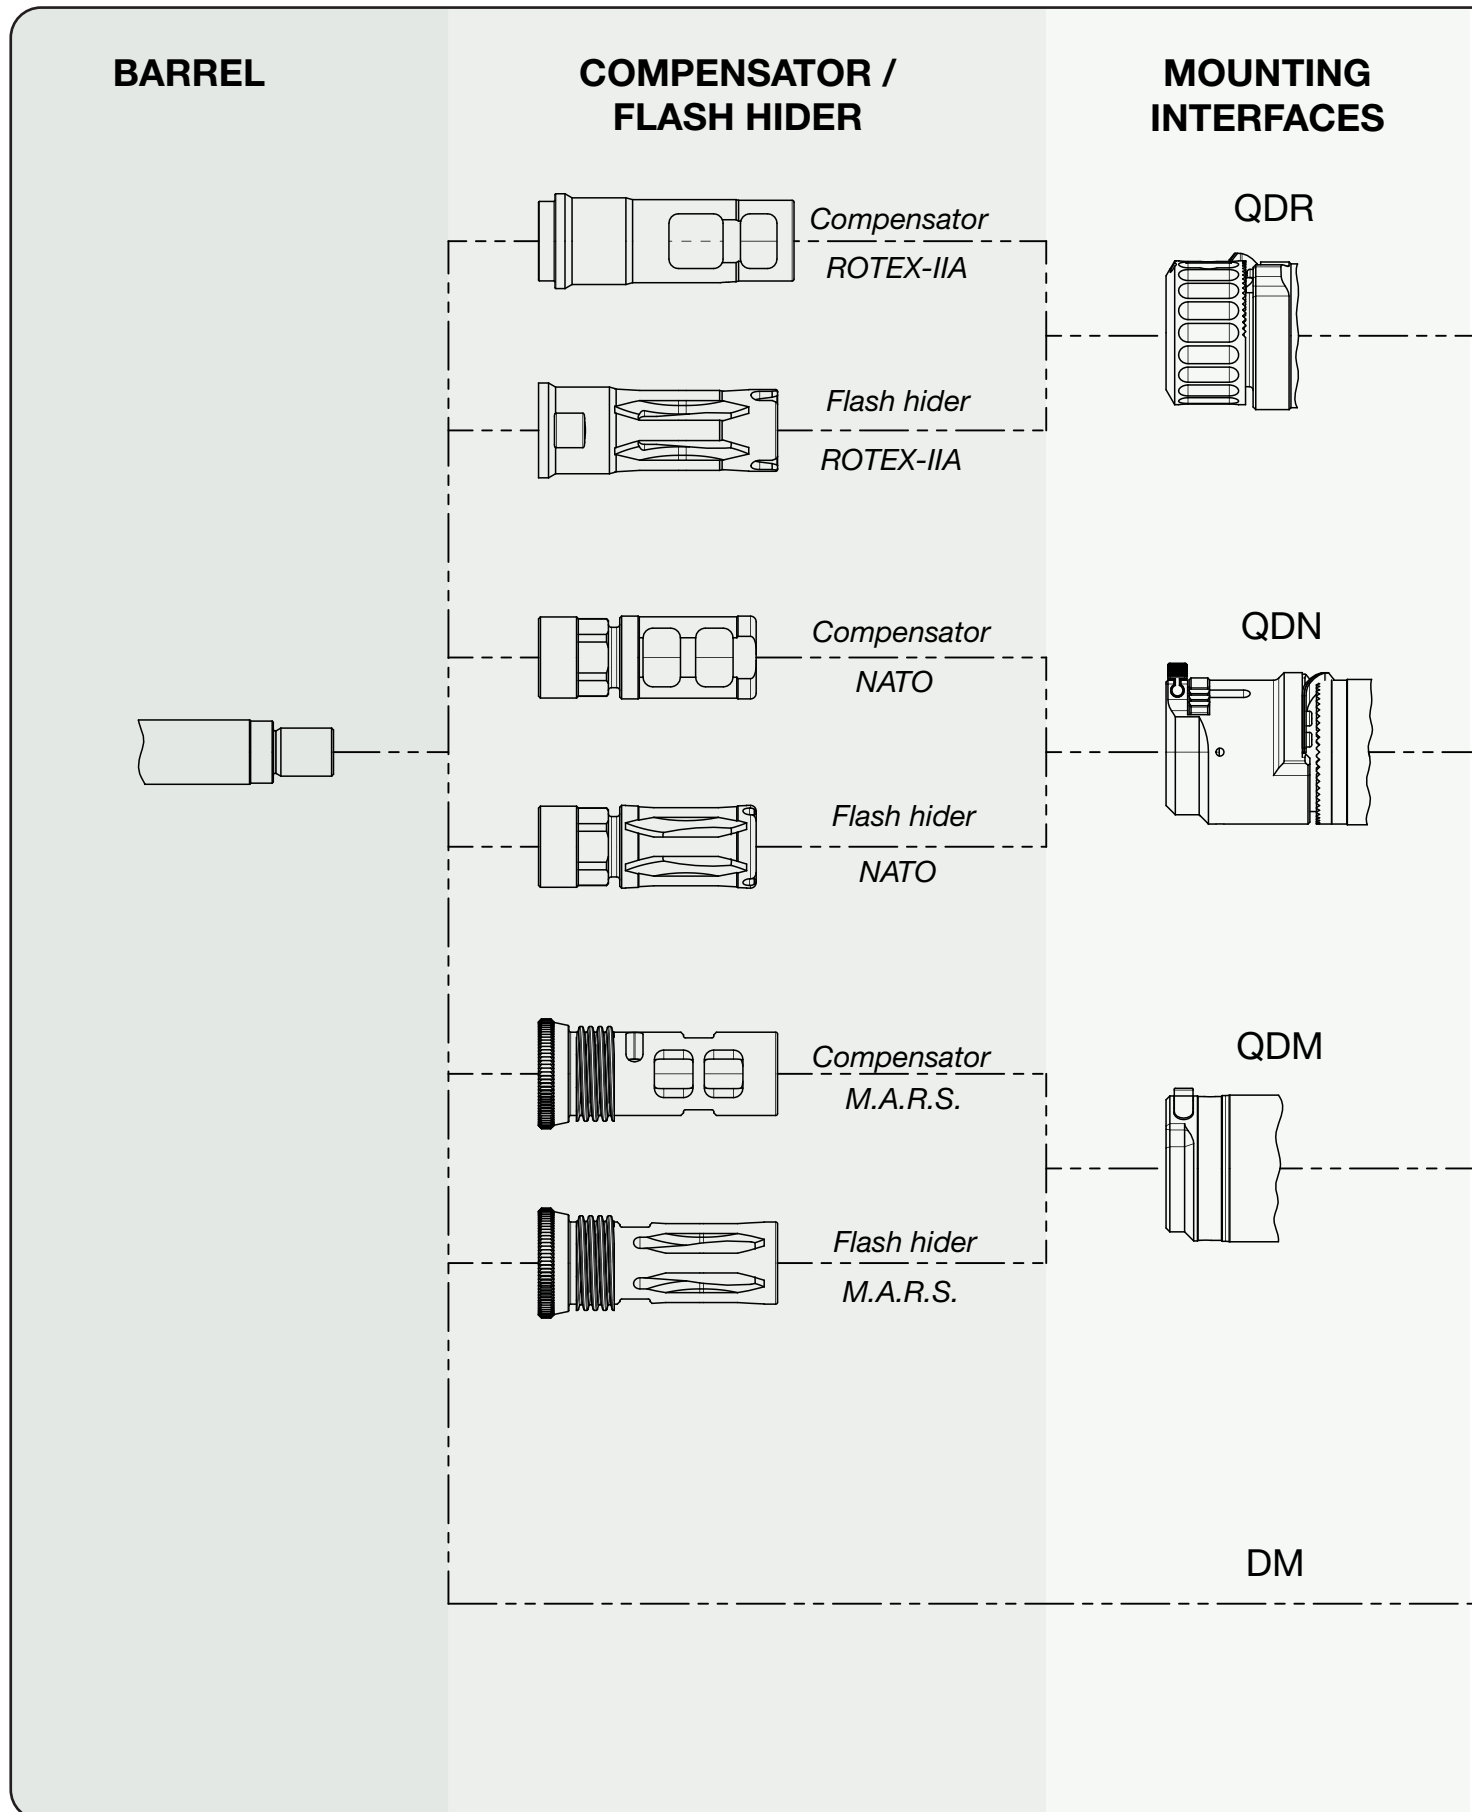 BARREL
COMPENSATOR /
FLASH HIDER
MOUNTING
INTERFACES
Compensator
ROTEX-IIA
QDR
Flash hider
ROTEX-IIA
Compensator
NATO
QDN
Flash hider
NATO
Compensator
M.A.R.S.
QDM
Flash hider
M.A.R.S.
DM